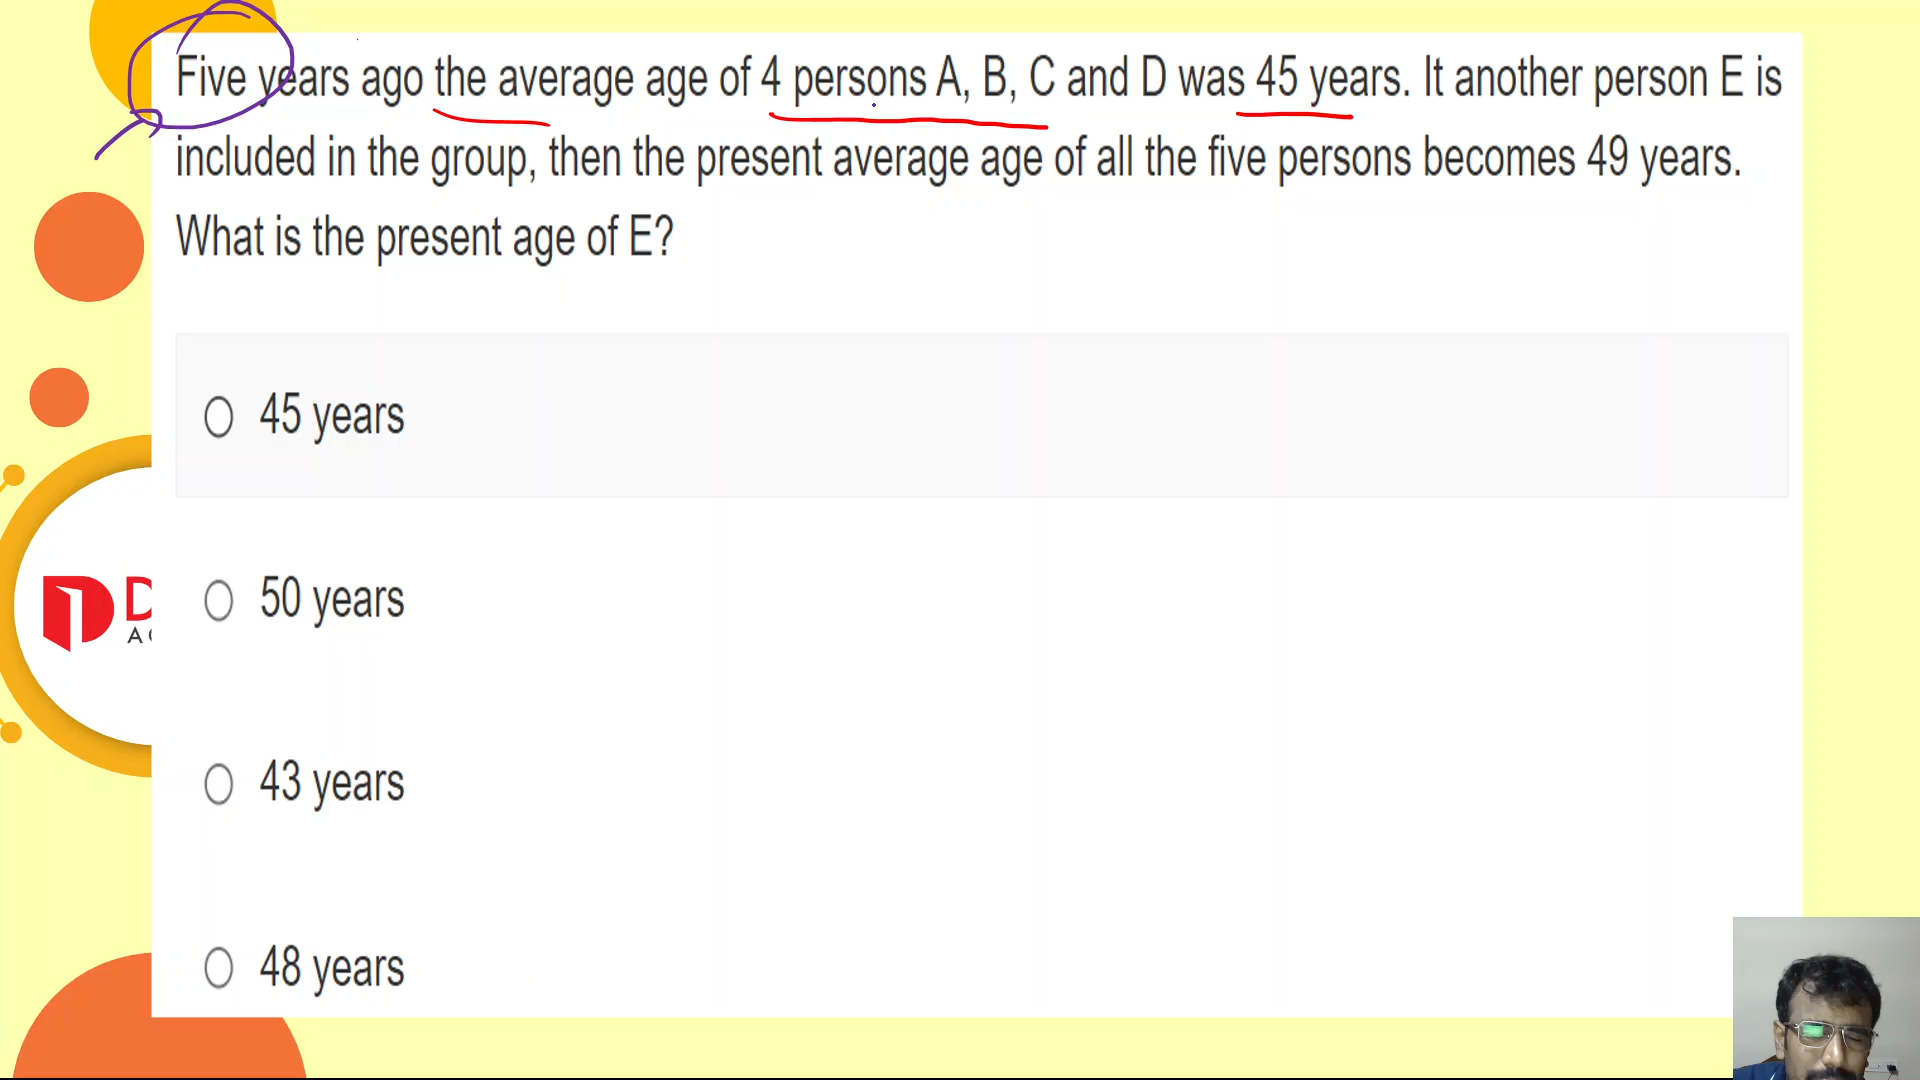 Five years ago the average age of 4 persons A, B, C and D was 45 years. It another person E is
included in the group, then the present average age of all the five persons becomes 49 years.
What is the present age of E?
45 years
50 years
43 years
48 years
D
A